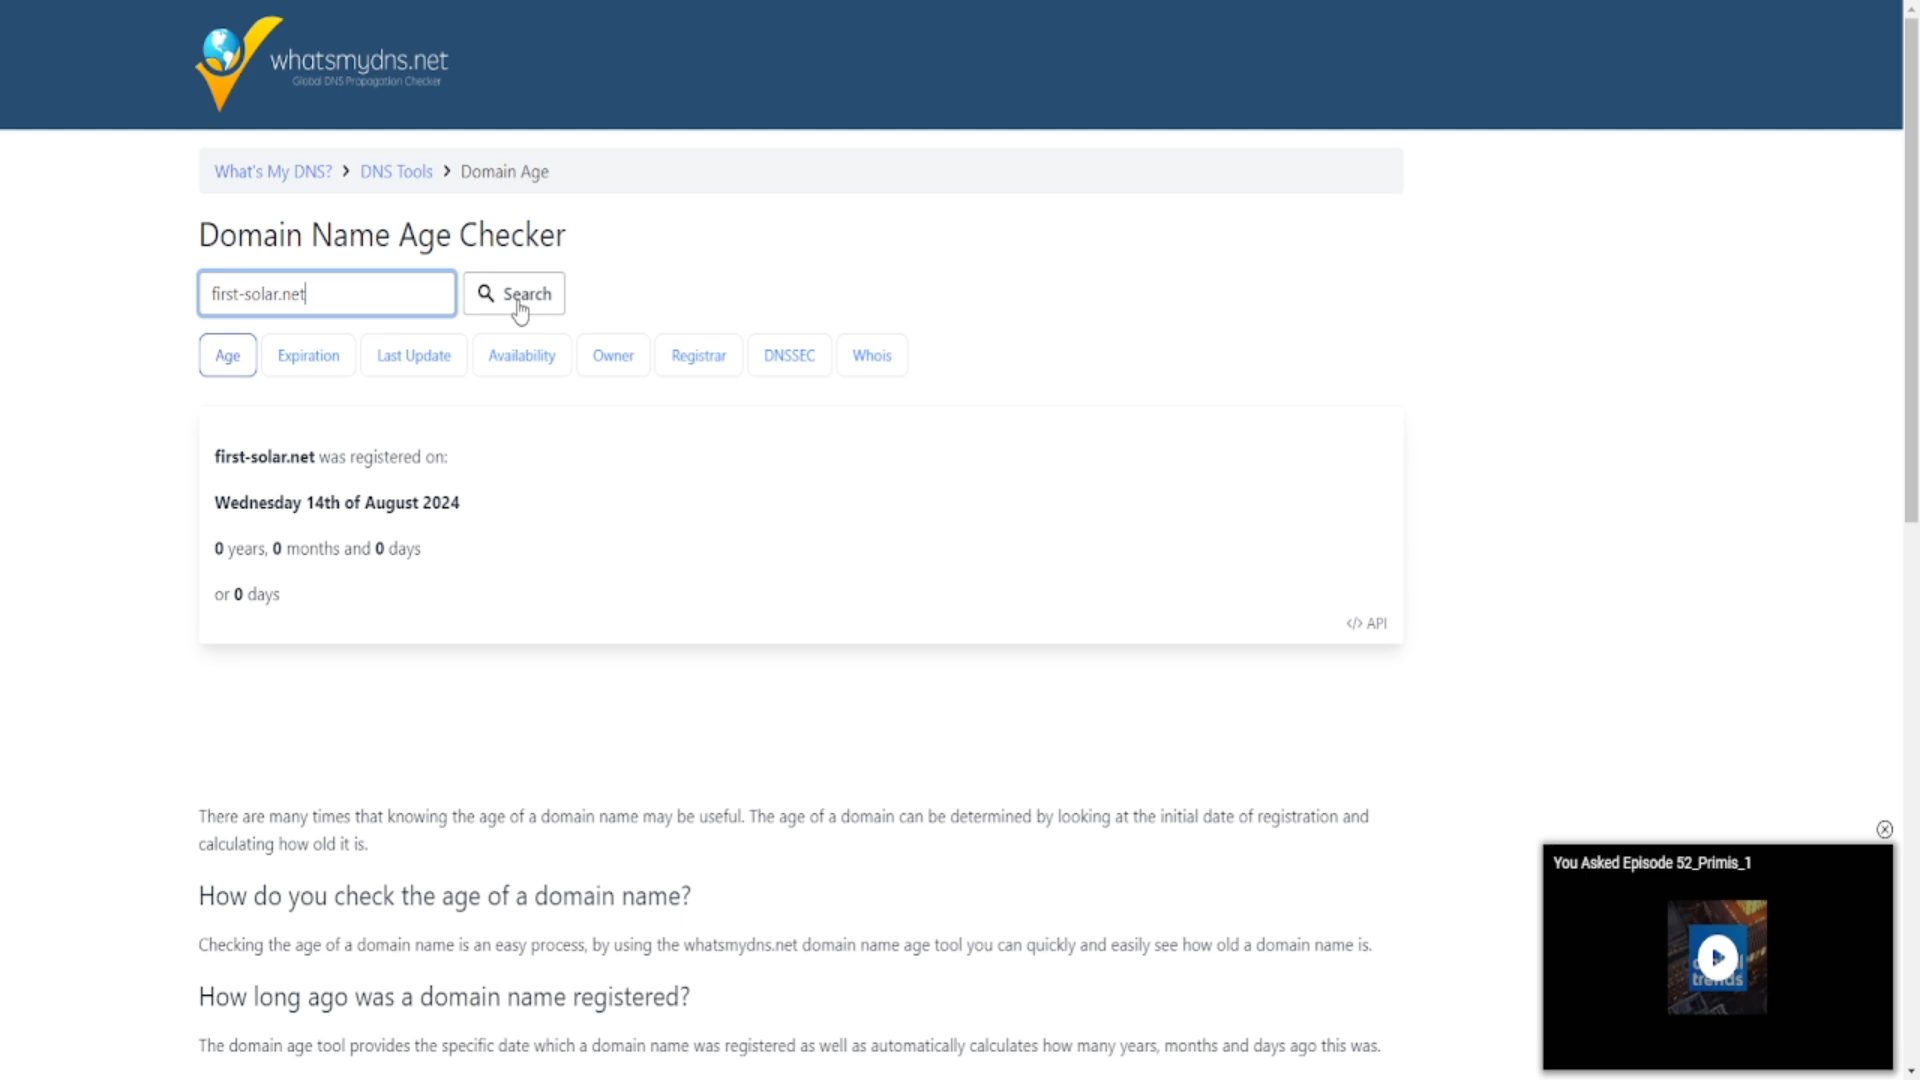 whatsmydns.net
Global DNS Propagation Checker
What's My DNS? > DNS Tools > Domain Age
Domain Name Age Checker
first-solar.net
Search
Age
Expiration
Last Update
Availability
Owner
Registrar
DNSSEC
Whois
first-solar.net was registered on:
Wednesday 14th of August 2024
0 years, 0 months and 0 days
or 0 days
</> API
There are many times that knowing the age of a domain name may be useful. The age of a domain can be determined by looking at the initial date of registration and
calculating how old it is.
How do you check the age of a domain name?
Checking the age of a domain name is an easy process, by using the whatsmydns.net domain name age tool you can quickly and easily see how old a domain name is.
How long ago was a domain name registered?
The domain age tool provides the specific date which a domain name was registered as well as automatically calculates how many years, months and days ago this was.
You Asked Episode 52_Primis_1
trends